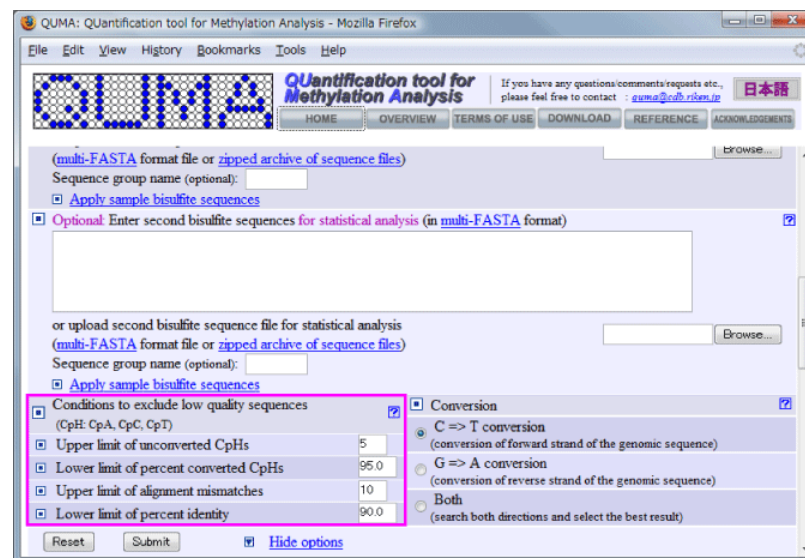 QUMA: QUantification tool for Methylation Analysis - Mozilla Firefox
File Edit View History Bookmarks Tools Help
QUMA
QUantification tool for
Methylation Analysis
If you have any questions/comments/requests etc.,
please feel free to contact : quma@cdb.riken.jp
日本語
HOME OVERVIEW TERMS OF USE DOWNLOAD REFERENCE ACKNOWLEDGEMENTS
(multi-FASTA format file or zipped archive of sequence files) Browse...
Sequence group name (optional):
Apply sample bisulfite sequences
Optional: Enter second bisulfite sequences for statistical analysis (in multi-FASTA format) ?
or upload second bisulfite sequence file for statistical analysis
(multi-FASTA format file or zipped archive of sequence files) Browse...
Sequence group name (optional):
Apply sample bisulfite sequences
Conditions to exclude low quality sequences ?
(CpH: CpA, CpC, CpT)
Upper limit of unconverted CpHs 5
Lower limit of percent converted CpHs 95.0
Upper limit of alignment mismatches 10
Lower limit of percent identity 90.0
Conversion ?
C => T conversion
(conversion of forward strand of the genomic sequence)
G => A conversion
(conversion of reverse strand of the genomic sequence)
Both
(search both directions and select the best result)
Reset Submit Hide options